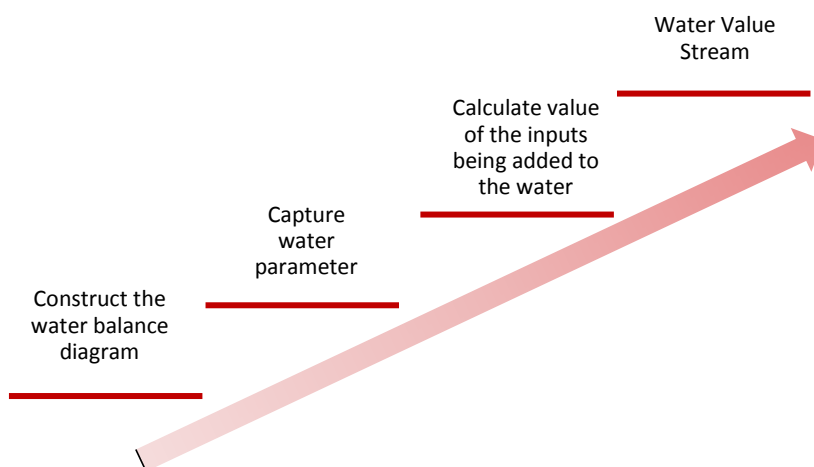 Water Value
Stream
Calculate value
of the inputs
being added to
the water
Capture
water
parameter
Construct the
water balance
diagram